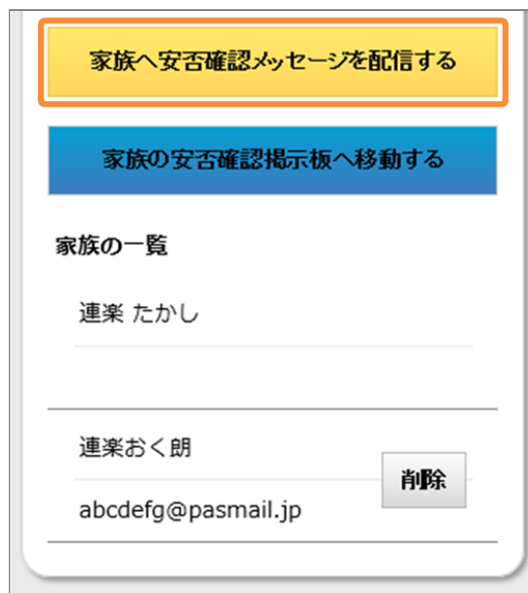 家族へ安否確認メッセージを配信する
家族の安否確認掲示板へ移動する
家族の一覧
連楽 たかし
連楽おく朗
削除
abcdefg@pasmail.jp